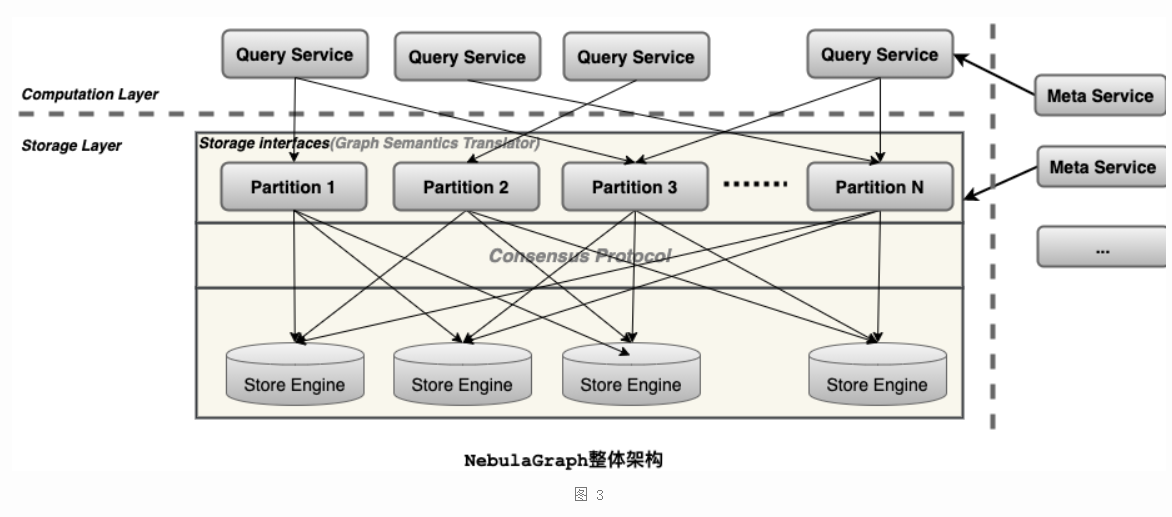 Query Service
Query Service
Query Service
Query Service
Meta Service
Computation Layer
Storage Layer
Storage interfaces(Graph Semantics Translator)
Meta Service
Partition 1
Partition 2
Partition 3
Partition N
...
Consensus Protocol
Store Engine
Store Engine
Store Engine
Store Engine
NebulaGraph整体架构
图 3